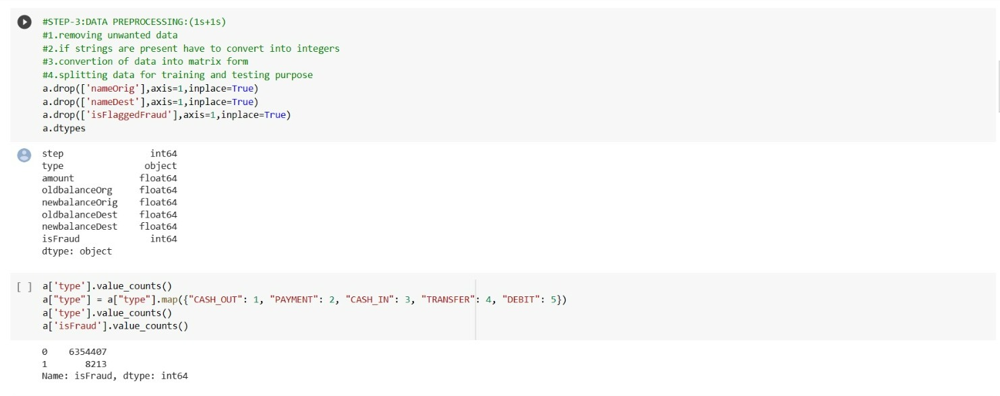 #STEP-3:DATA PREPROCESSING:(1s+1s)
#1.removing unwanted data
#2.if strings are present have to convert into integers
#3.convertion of data into matrix form
#4.splitting data for training and testing purpose
a.drop(['nameOrig'],axis=1,inplace=True)
a.drop(['nameDest'],axis=1,inplace=True)
a.drop(['isFlaggedFraud'],axis=1,inplace=True)
a.dtypes
step int64
type object
amount float64
oldbalanceOrg float64
newbalanceOrig float64
oldbalanceDest float64
newbalanceDest float64
isFraud int64
dtype: object
[ ] a['type'].value_counts()
a["type"] = a["type"].map({"CASH_OUT": 1, "PAYMENT": 2, "CASH_IN": 3, "TRANSFER": 4, "DEBIT": 5})
a['type'].value_counts()
a['isFraud'].value_counts()
0 6354407
1 8213
Name: isFraud, dtype: int64